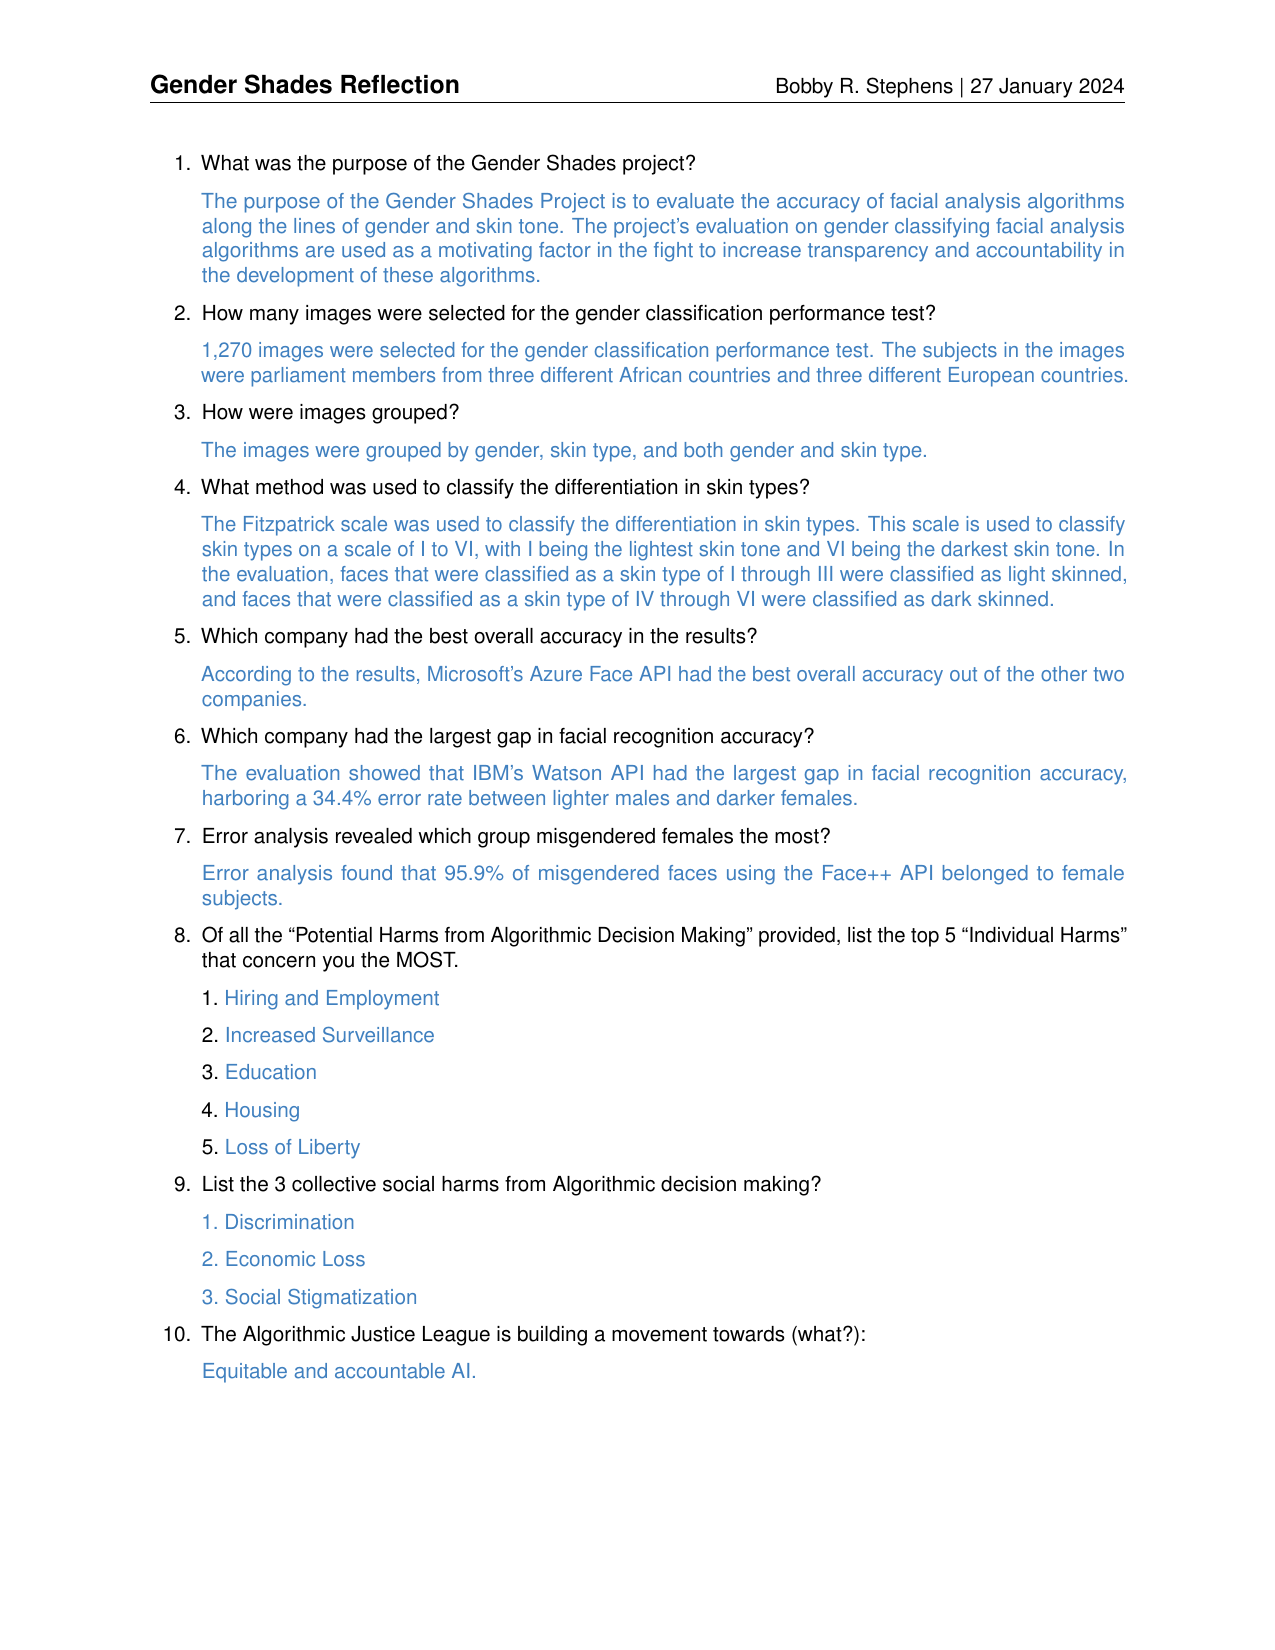 Gender Shades Reflection Bobby R. Stephens | 27 January 2024
1. What was the purpose of the Gender Shades project?
The purpose of the Gender Shades Project is to evaluate the accuracy of facial analysis algorithms
along the lines of gender and skin tone. The project's evaluation on gender classifying facial analysis
algorithms are used as a motivating factor in the fight to increase transparency and accountability in
the development of these algorithms.
2. How many images were selected for the gender classification performance test?
1,270 images were selected for the gender classification performance test. The subjects in the images
were parliament members from three different African countries and three different European countries.
3. How were images grouped?
The images were grouped by gender, skin type, and both gender and skin type.
4. What method was used to classify the differentiation in skin types?
The Fitzpatrick scale was used to classify the differentiation in skin types. This scale is used to classify
skin types on a scale of I to VI, with I being the lightest skin tone and VI being the darkest skin tone. In
the evaluation, faces that were classified as a skin type of I through III were classified as light skinned,
and faces that were classified as a skin type of IV through VI were classified as dark skinned.
5. Which company had the best overall accuracy in the results?
According to the results, Microsoft's Azure Face API had the best overall accuracy out of the other two
companies.
6. Which company had the largest gap in facial recognition accuracy?
The evaluation showed that IBM's Watson API had the largest gap in facial recognition accuracy,
harboring a 34.4% error rate between lighter males and darker females.
7. Error analysis revealed which group misgendered females the most?
Error analysis found that 95.9% of misgendered faces using the Face++ API belonged to female
subjects.
8. Of all the “Potential Harms from Algorithmic Decision Making” provided, list the top 5 “Individual Harms”
that concern you the MOST.
1. Hiring and Employment
2. Increased Surveillance
3. Education
4. Housing
5. Loss of Liberty
9. List the 3 collective social harms from Algorithmic decision making?
1. Discrimination
2. Economic Loss
3. Social Stigmatization
10. The Algorithmic Justice League is building a movement towards (what?):
Equitable and accountable AI.